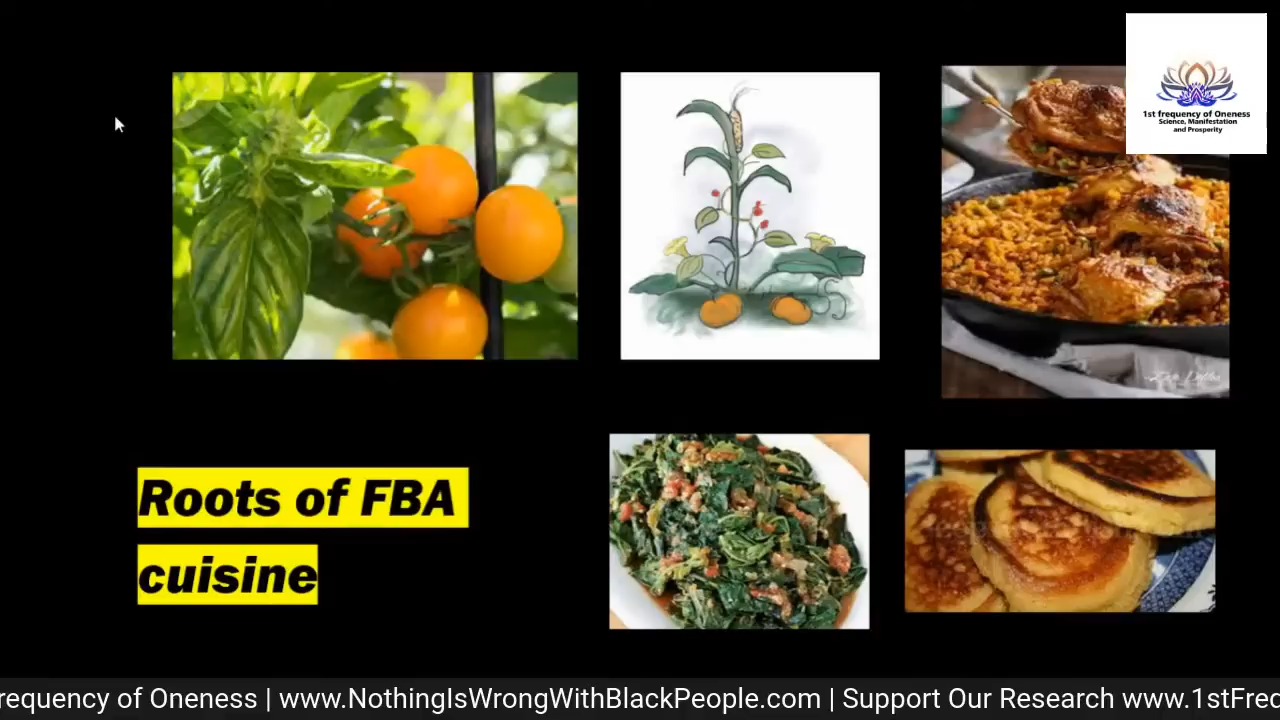 1st frequency of Oneness
Science, Manifestation
and Prosperity
Roots of FBA
cuisine
requency of Oneness | www.NothingIsWrongWithBlackPeople.com | Support Our Research www.1stFrec